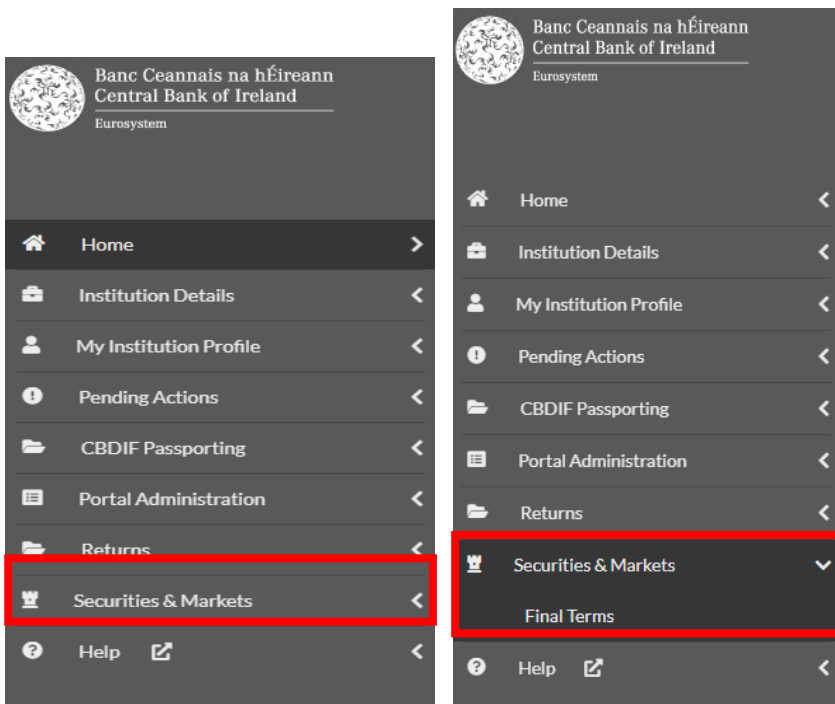 Banc Ceannais na hÉireann
Central Bank of Ireland
Eurosystem
Home
Institution Details
My Institution Profile
Pending Actions
CBDIF Passporting
Portal Administration
Returns
Securities & Markets
Help
Banc Ceannais na hÉireann
Central Bank of Ireland
Eurosystem
Home
Institution Details
My Institution Profile
Pending Actions
CBDIF Passporting
Portal Administration
Returns
Securities & Markets
Final Terms
Help